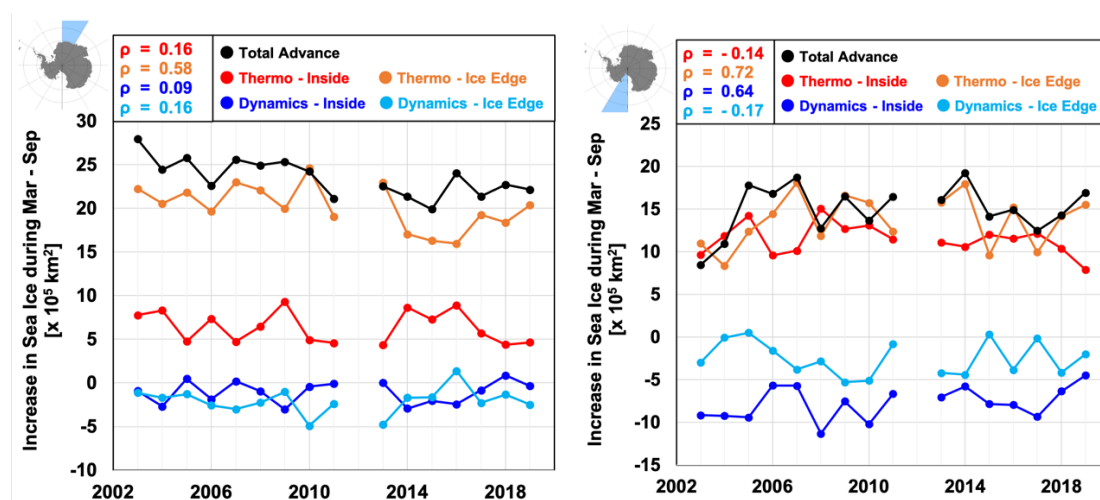 ρ = 0.16
ρ = 0.58
ρ = 0.09
ρ = 0.16
Total Advance
Thermo - Inside
Thermo - Ice Edge
Dynamics - Inside
Dynamics - Ice Edge
Increase in Sea Ice during Mar - Sep
[x 10⁵ km²]
30
25
20
15
10
5
0
-5
-10
2002
2006
2010
2014
2018
ρ = - 0.14
ρ = 0.72
ρ = 0.64
ρ = - 0.17
Total Advance
Thermo - Inside
Thermo - Ice Edge
Dynamics - Inside
Dynamics - Ice Edge
Increase in Sea Ice during Mar - Sep
[x 10⁵ km²]
25
20
15
10
5
0
-5
-10
-15
2002
2006
2010
2014
2018